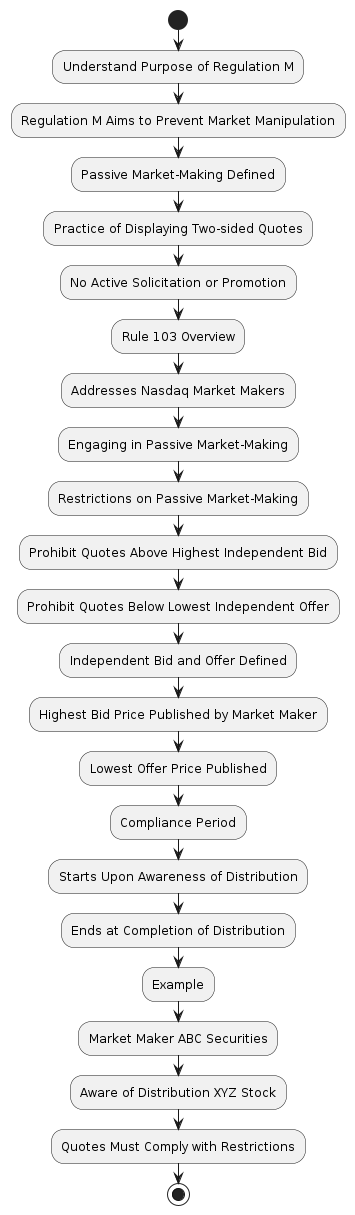 Understand Purpose of Regulation M
Regulation M Aims to Prevent Market Manipulation
Passive Market-Making Defined
Practice of Displaying Two-sided Quotes
No Active Solicitation or Promotion
Rule 103 Overview
Addresses Nasdaq Market Makers
Engaging in Passive Market-Making
Restrictions on Passive Market-Making
Prohibit Quotes Above Highest Independent Bid
Prohibit Quotes Below Lowest Independent Offer
Independent Bid and Offer Defined
Highest Bid Price Published by Market Maker
Lowest Offer Price Published
Compliance Period
Starts Upon Awareness of Distribution
Ends at Completion of Distribution
Example
Market Maker ABC Securities
Aware of Distribution XYZ Stock
Quotes Must Comply with Restrictions